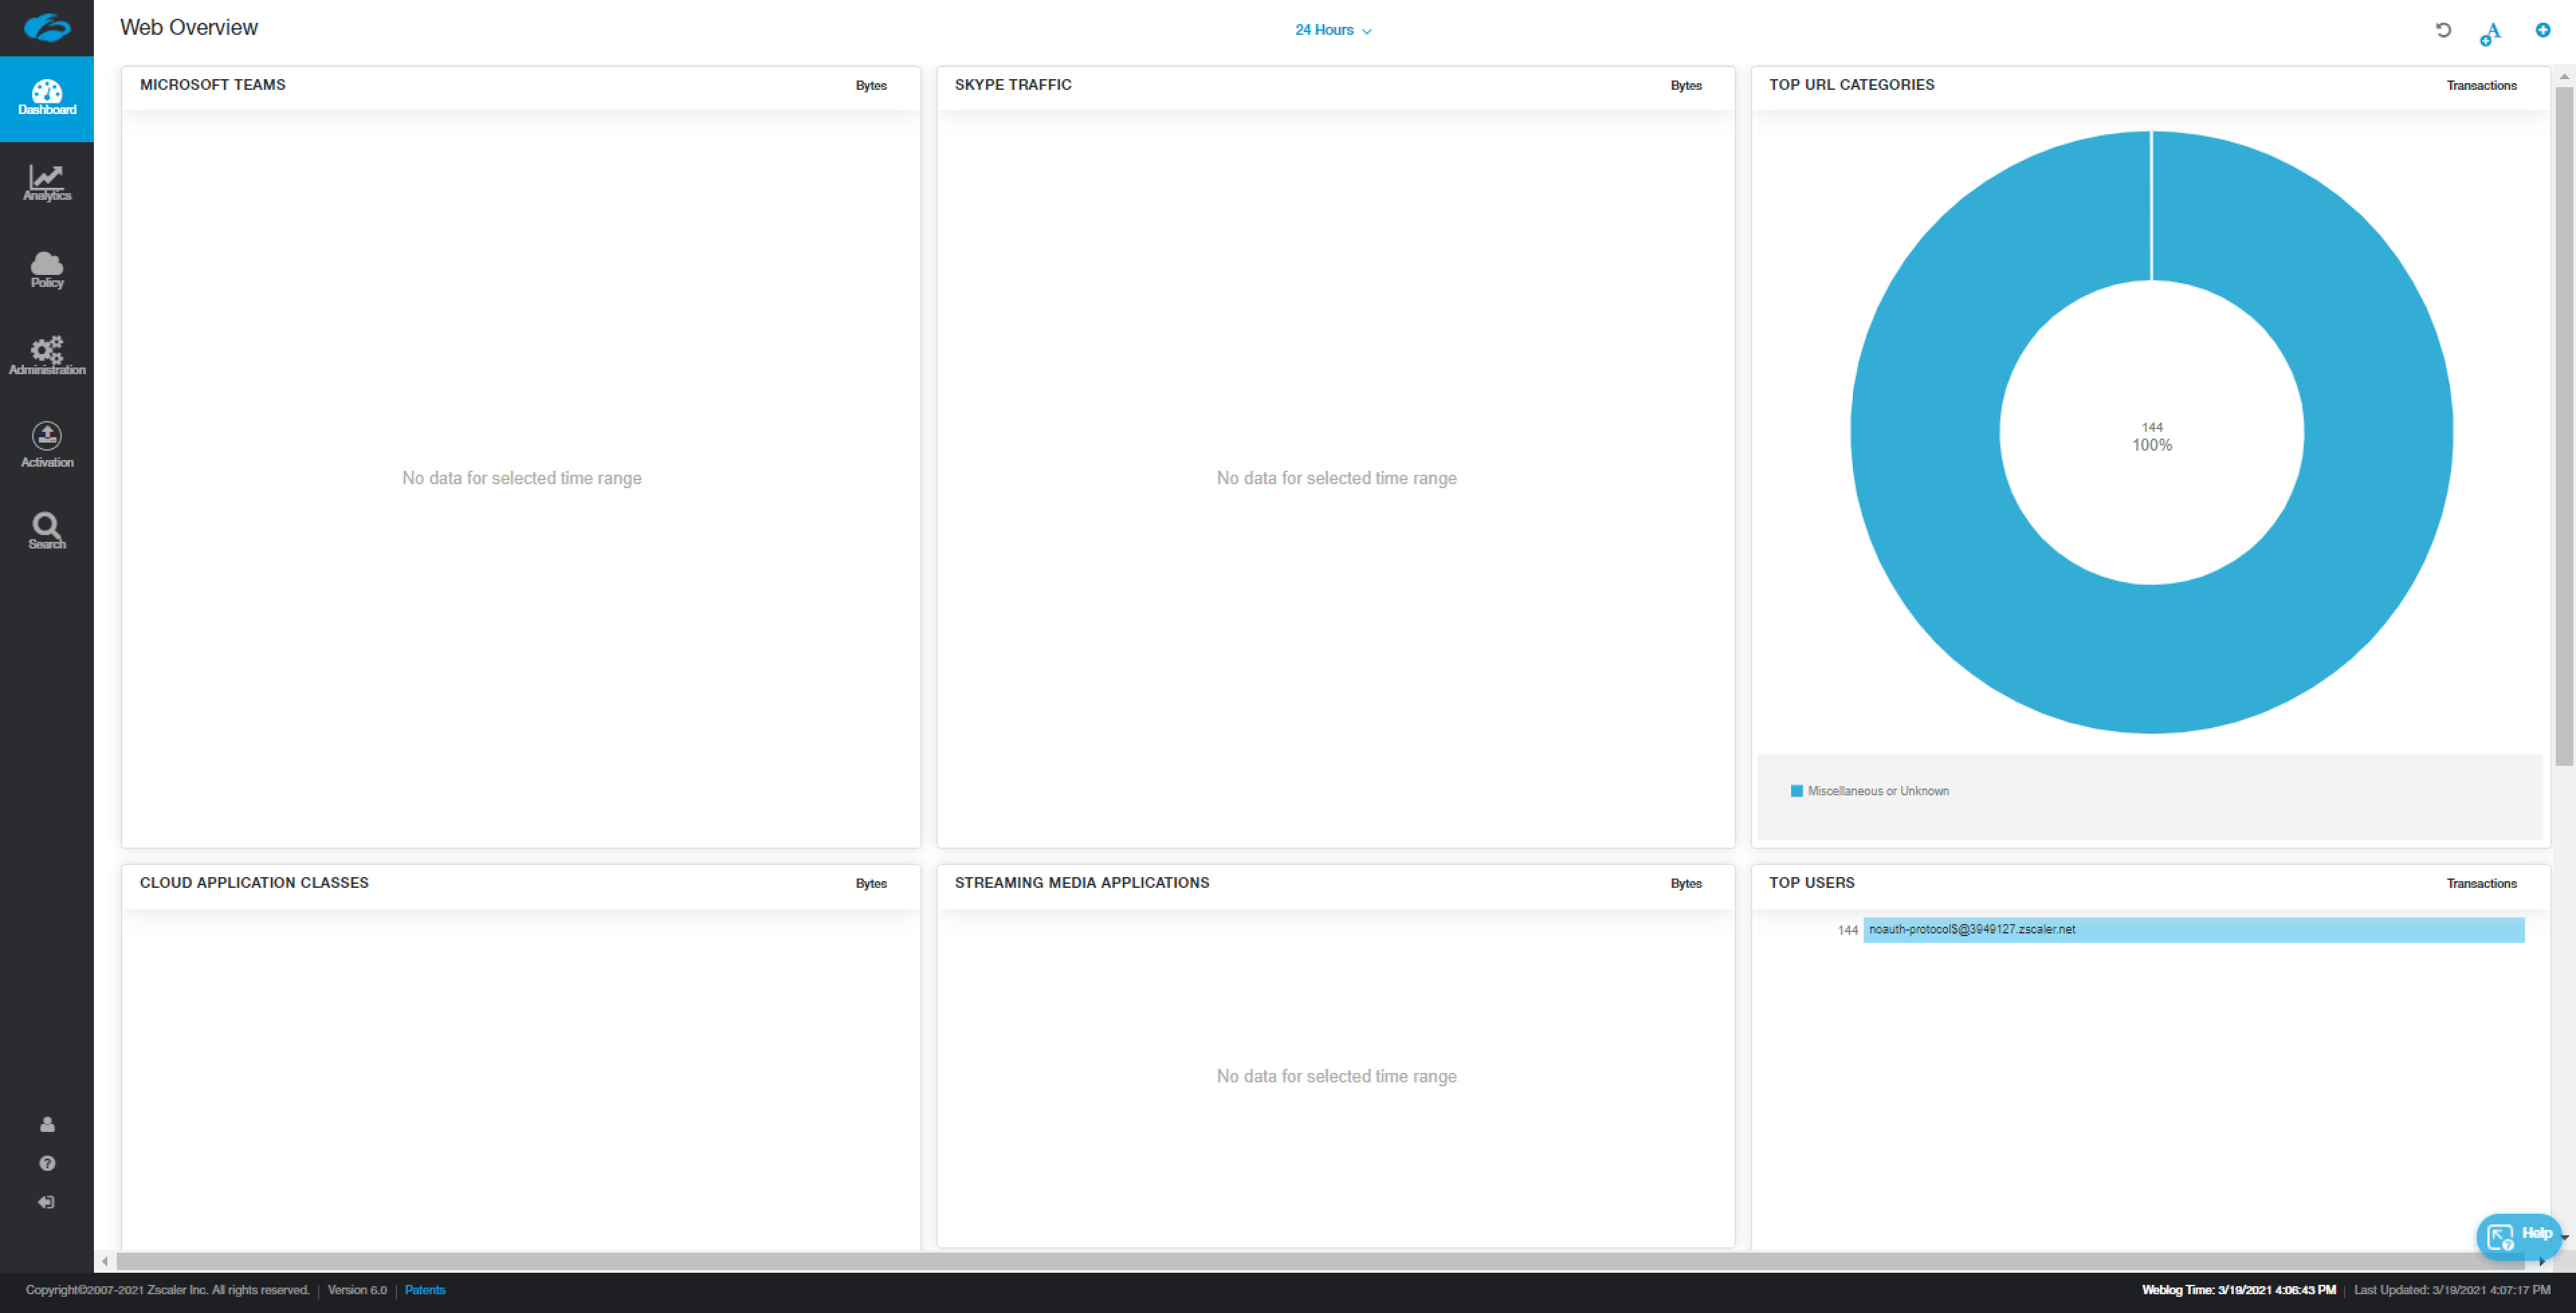 Web Overview
24 Hours
A
Dashboard
Analytics
Policy
Administration
Activation
Search
MICROSOFT TEAMS
Bytes
No data for selected time range
SKYPE TRAFFIC
Bytes
No data for selected time range
TOP URL CATEGORIES
Transactions
144
100%
Miscellaneous or Unknown
CLOUD APPLICATION CLASSES
Bytes
STREAMING MEDIA APPLICATIONS
Bytes
No data for selected time range
TOP USERS
Transactions
144 noauth-protocol$@3949127.zscaler.net
Help
Copyright©2007-2021 Zscaler Inc. All rights reserved. | Version 6.0 | Patents
Weblog Time: 3/19/2021 4:06:43 PM | Last Updated: 3/19/2021 4:07:17 PM